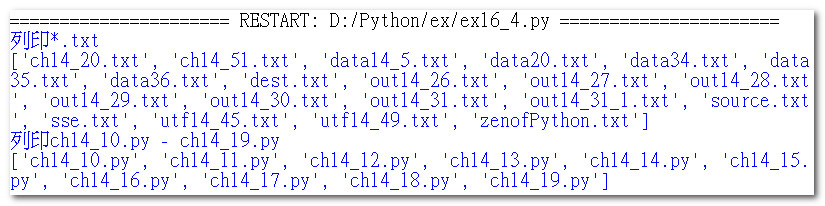 ====================== RESTART: D:/Python/ex/ex16_4.py ======================
列印*.txt
['ch14_20.txt', 'ch14_51.txt', 'data14_5.txt', 'data20.txt', 'data34.txt', 'data
35.txt', 'data36.txt', 'dest.txt', 'out14_26.txt', 'out14_27.txt', 'out14_28.txt
', 'out14_29.txt', 'out14_30.txt', 'out14_31.txt', 'out14_31_1.txt', 'source.txt
', 'sse.txt', 'utf14_45.txt', 'utf14_49.txt', 'zenofPython.txt']
列印ch14_10.py - ch14_19.py
['ch14_10.py', 'ch14_11.py', 'ch14_12.py', 'ch14_13.py', 'ch14_14.py', 'ch14_15.
py', 'ch14_16.py', 'ch14_17.py', 'ch14_18.py', 'ch14_19.py']